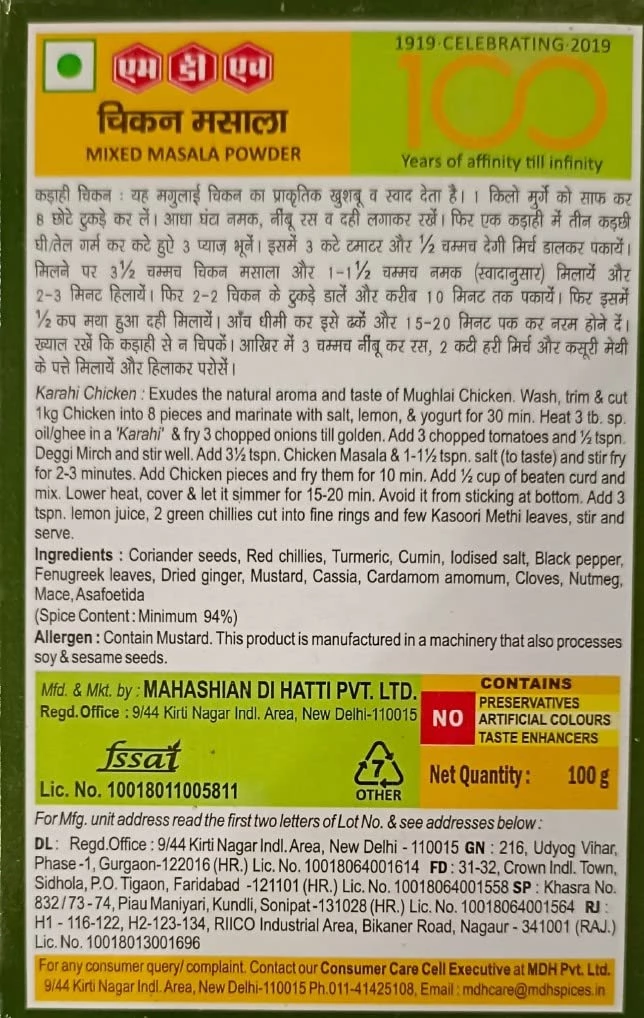 एम डी एच
1919·CELEBRATING·2019
100
चिकन मसाला
MIXED MASALA POWDER
Years of affinity till infinity
कड़ाही चिकन : यह मगुलाई चिकन का प्राकृतिक खुशबू व स्वाद देता है। 1 किलो मुर्गे को साफ कर
8 छोटे टुकड़े कर लें। आधा घंटा नमक, नींबू रस व दही लगाकर रखें। फिर एक कड़ाही में तीन कड़छी
घी/तेल गर्म कर कटे हुऐ 3 प्याज़ भूनें। इसमें 3 कटे टमाटर और ½ चम्मच देगी मिर्च डालकर पकायें।
मिलने पर 3½ चम्मच चिकन मसाला और 1-1½ चम्मच नमक (स्वादानुसार) मिलायें और
2-3 मिनट हिलायें। फिर 2-2 चिकन के टुकड़े डालें और करीब 10 मिनट तक पकायें। फिर इसमें
½ कप मथा हुआ दही मिलायें। आँच धीमी कर इसे ढकें और 15-20 मिनट पक कर नरम होने दें।
ख्याल रखें कि कड़ाही से न चिपकें। आखिर में 3 चम्मच नींबू कर रस, 2 कटी हरी मिर्च और कसूरी मेथी
के पत्ते मिलायें और हिलाकर परोसें।
Karahi Chicken : Exudes the natural aroma and taste of Mughlai Chicken. Wash, trim & cut
1kg Chicken into 8 pieces and marinate with salt, lemon, & yogurt for 30 min. Heat 3 tb. sp.
oil/ghee in a 'Karahi' & fry 3 chopped onions till golden. Add 3 chopped tomatoes and ½ tspn.
Deggi Mirch and stir well. Add 3½ tspn. Chicken Masala & 1-1½ tspn. salt (to taste) and stir fry
for 2-3 minutes. Add Chicken pieces and fry them for 10 min. Add ½ cup of beaten curd and
mix. Lower heat, cover & let it simmer for 15-20 min. Avoid it from sticking at bottom. Add 3
tspn. lemon juice, 2 green chillies cut into fine rings and few Kasoori Methi leaves, stir and
serve.
Ingredients : Coriander seeds, Red chillies, Turmeric, Cumin, Iodised salt, Black pepper,
Fenugreek leaves, Dried ginger, Mustard, Cassia, Cardamom amomum, Cloves, Nutmeg,
Mace, Asafoetida
(Spice Content : Minimum 94%)
Allergen : Contain Mustard. This product is manufactured in a machinery that also processes
soy & sesame seeds.
Mfd. & Mkt. by : MAHASHIAN DI HATTI PVT. LTD.
Regd.Office : 9/44 Kirti Nagar Indl. Area, New Delhi-110015
CONTAINS
NO
PRESERVATIVES
ARTIFICIAL COLOURS
TASTE ENHANCERS
fssai
Lic. No. 10018011005811
7
OTHER
Net Quantity : 100 g
For Mfg. unit address read the first two letters of Lot No. & see addresses below :
DL : Regd.Office : 9/44 Kirti Nagar Indl. Area, New Delhi - 110015 GN : 216, Udyog Vihar,
Phase -1, Gurgaon-122016 (HR.) Lic. No. 10018064001614 FD : 31-32, Crown Indl. Town,
Sidhola, P.O. Tigaon, Faridabad -121101 (HR.) Lic. No. 10018064001558 SP : Khasra No.
832/73-74, Piau Maniyari, Kundli, Sonipat-131028 (HR.) Lic. No. 10018064001564 RJ :
H1 - 116-122, H2-123-134, RIICO Industrial Area, Bikaner Road, Nagaur - 341001 (RAJ.)
Lic. No. 10018013001696
For any consumer query/ complaint. Contact our Consumer Care Cell Executive at MDH Pvt. Ltd.
9/44 Kirti Nagar Indl. Area, New Delhi-110015 Ph.011-41425108, Email : mdhcare@mdhspices.in